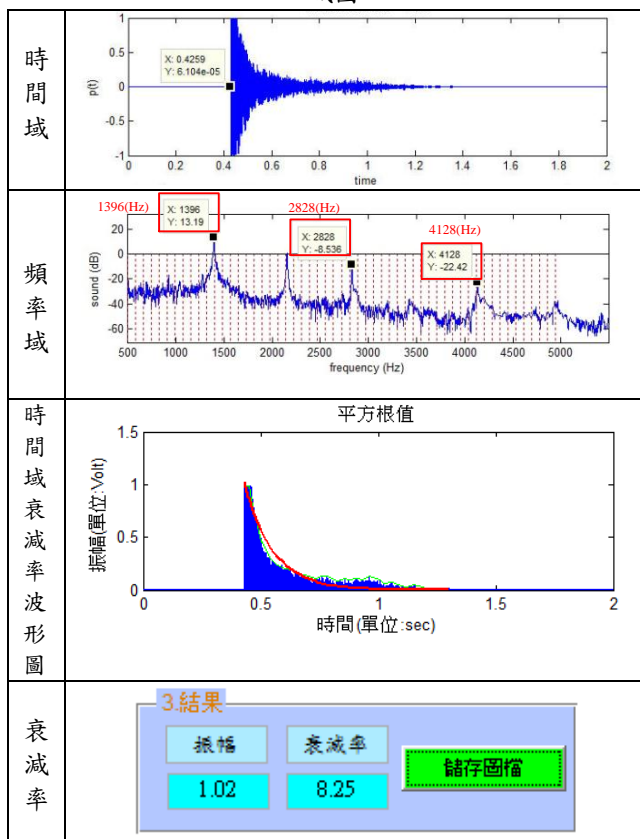 時間域
1
0.5
0
-0.5
-1
p(t)
X: 0.4259
Y: 6.104e-05
0 0.2 0.4 0.6 0.8 1 1.2 1.4 1.6 1.8 2
time
頻率域
1396(Hz)
X: 1396
Y: 13.19
2828(Hz)
X: 2828
Y: -8.536
4128(Hz)
X: 4128
Y: -22.42
20
0
-20
-40
-60
sound (dB)
500 1000 1500 2000 2500 3000 3500 4000 4500 5000
frequency (Hz)
時間域衰減率波形圖
平方根值
1.5
1
0.5
0
振幅(單位:Volt)
0 0.5 1 1.5 2
時間(單位:sec)
衰減率
3.結果
振幅 衰減率
1.02 8.25
儲存圖檔